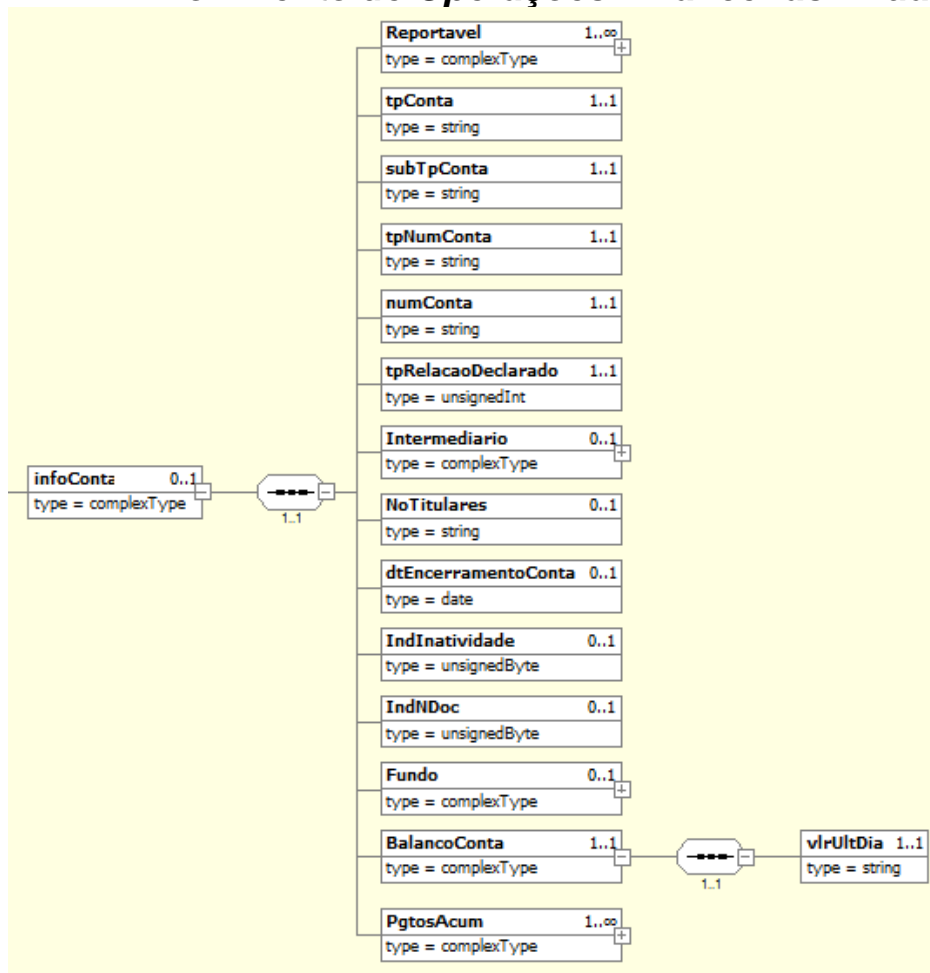 Reportavel 1..∞
type = complexType
tpConta 1..1
type = string
subTpConta 1..1
type = string
tpNumConta 1..1
type = string
numConta 1..1
type = string
tpRelacaoDeclarado 1..1
type = unsignedInt
Intermediario 0..1
type = complexType
infoConta 0..1
type = complexType
1..1
NoTitulares 0..1
type = string
dtEncerramentoConta 0..1
type = date
IndInatividade 0..1
type = unsignedByte
IndNDoc 0..1
type = unsignedByte
Fundo 0..1
type = complexType
BalancoConta 1..1
type = complexType
1..1
vlrUltDia 1..1
type = string
PgtosAcum 1..∞
type = complexType